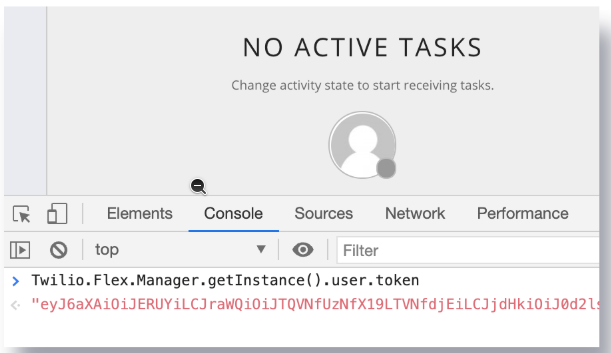 NO ACTIVE TASKS
Change activity state to start receiving tasks.
Elements Console Sources Network Performance
top Filter
Twilio.Flex.Manager.getInstance().user.token
"eyJ6aXAiOiJERUYiLCJraWQiOiJTQVNfUzNfX19LTVNfdjEiLCJjdHkiOiJ0d2ls